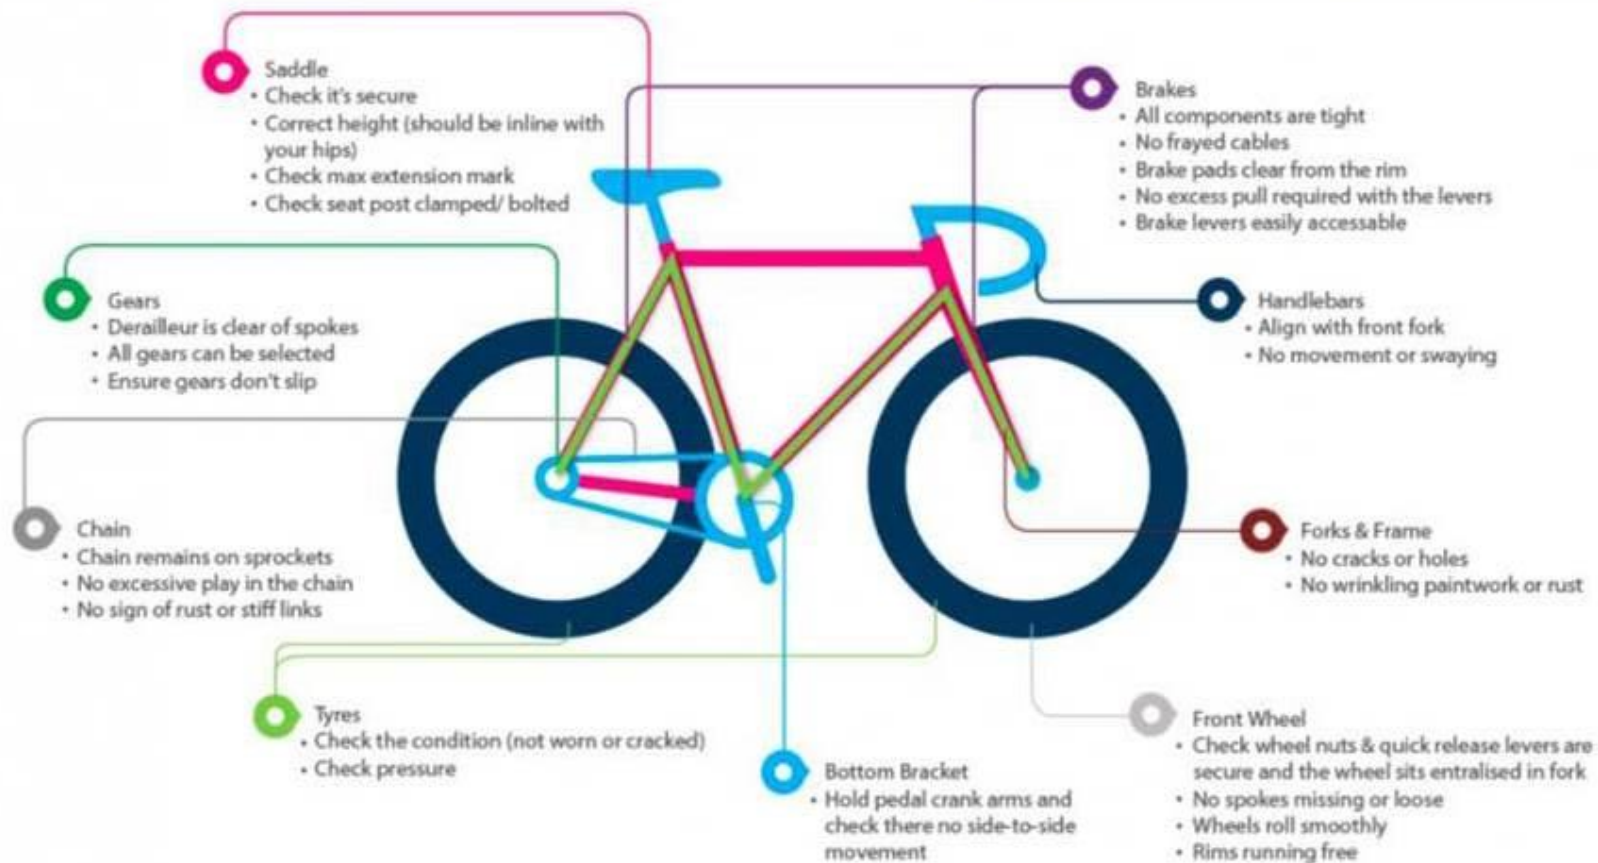 Saddle
• Check it's secure
• Correct height (should be inline with
your hips)
• Check max extension mark
• Check seat post clamped/ bolted
Brakes
• All components are tight
• No frayed cables
• Brake pads clear from the rim
• No excess pull required with the levers
• Brake levers easily accessable
Gears
• Derailleur is clear of spokes
• All gears can be selected
• Ensure gears don't slip
Handlebars
• Align with front fork
• No movement or swaying
Chain
• Chain remains on sprockets
• No excessive play in the chain
• No sign of rust or stiff links
Forks & Frame
• No cracks or holes
• No wrinkling paintwork or rust
Tyres
• Check the condition (not worn or cracked)
• Check pressure
Bottom Bracket
• Hold pedal crank arms and
check there no side-to-side
movement
Front Wheel
• Check wheel nuts & quick release levers are
secure and the wheel sits entralised in fork
• No spokes missing or loose
• Wheels roll smoothly
• Rims running free